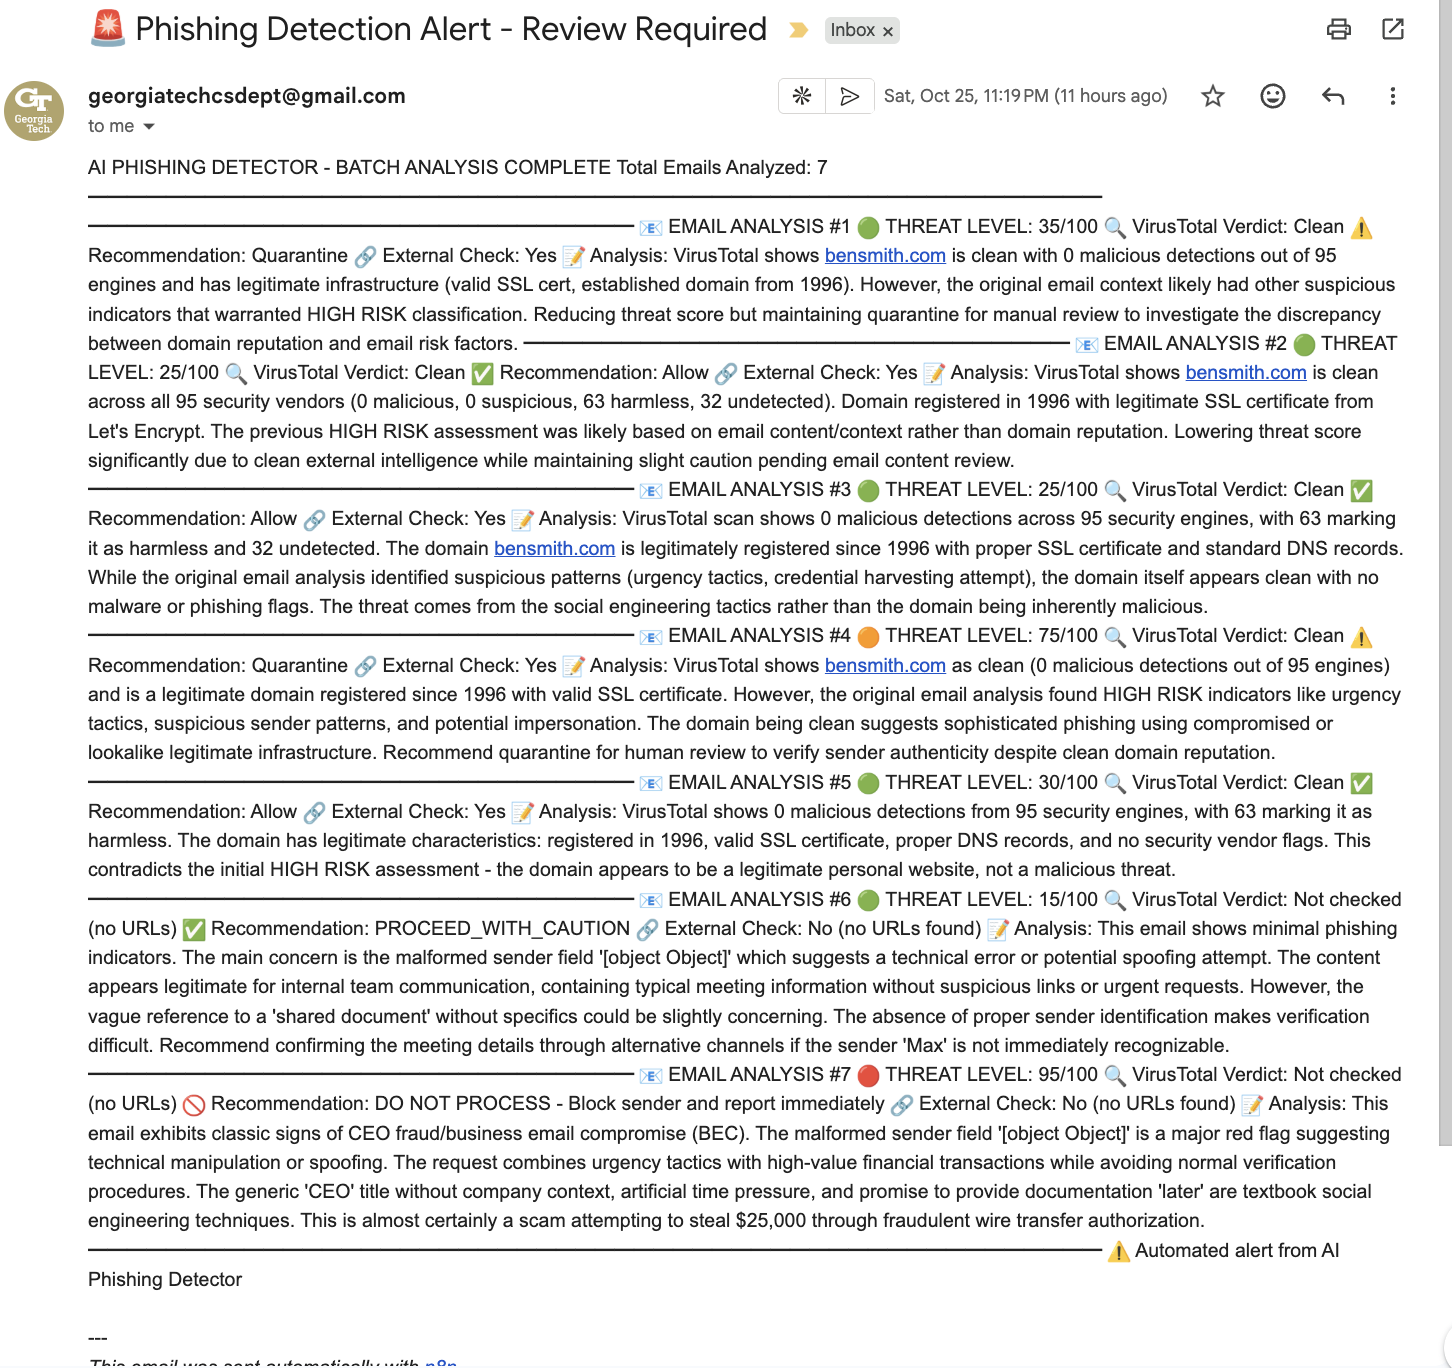 🚨 Phishing Detection Alert - Review Required Inbox ×
GT
Georgia
Tech
georgiatechcsdept@gmail.com
Sat, Oct 25, 11:19 PM (11 hours ago)
to me
AI PHISHING DETECTOR - BATCH ANALYSIS COMPLETE Total Emails Analyzed: 7
📧 EMAIL ANALYSIS #1 🟢 THREAT LEVEL: 35/100 🔍 VirusTotal Verdict: Clean ⚠️
Recommendation: Quarantine 🔗 External Check: Yes 📝 Analysis: VirusTotal shows bensmith.com is clean with 0 malicious detections out of 95
engines and has legitimate infrastructure (valid SSL cert, established domain from 1996). However, the original email context likely had other suspicious
indicators that warranted HIGH RISK classification. Reducing threat score but maintaining quarantine for manual review to investigate the discrepancy
between domain reputation and email risk factors. 📧 EMAIL ANALYSIS #2 🟢 THREAT
LEVEL: 25/100 🔍 VirusTotal Verdict: Clean ✅ Recommendation: Allow 🔗 External Check: Yes 📝 Analysis: VirusTotal shows bensmith.com is clean
across all 95 security vendors (0 malicious, 0 suspicious, 63 harmless, 32 undetected). Domain registered in 1996 with legitimate SSL certificate from
Let's Encrypt. The previous HIGH RISK assessment was likely based on email content/context rather than domain reputation. Lowering threat score
significantly due to clean external intelligence while maintaining slight caution pending email content review.
📧 EMAIL ANALYSIS #3 🟢 THREAT LEVEL: 25/100 🔍 VirusTotal Verdict: Clean ✅
Recommendation: Allow 🔗 External Check: Yes 📝 Analysis: VirusTotal scan shows 0 malicious detections across 95 security engines, with 63 marking
it as harmless and 32 undetected. The domain bensmith.com is legitimately registered since 1996 with proper SSL certificate and standard DNS records.
While the original email analysis identified suspicious patterns (urgency tactics, credential harvesting attempt), the domain itself appears clean with no
malware or phishing flags. The threat comes from the social engineering tactics rather than the domain being inherently malicious.
📧 EMAIL ANALYSIS #4 🟠 THREAT LEVEL: 75/100 🔍 VirusTotal Verdict: Clean ⚠️
Recommendation: Quarantine 🔗 External Check: Yes 📝 Analysis: VirusTotal shows bensmith.com as clean (0 malicious detections out of 95 engines)
and is a legitimate domain registered since 1996 with valid SSL certificate. However, the original email analysis found HIGH RISK indicators like urgency
tactics, suspicious sender patterns, and potential impersonation. The domain being clean suggests sophisticated phishing using compromised or
lookalike legitimate infrastructure. Recommend quarantine for human review to verify sender authenticity despite clean domain reputation.
📧 EMAIL ANALYSIS #5 🟢 THREAT LEVEL: 30/100 🔍 VirusTotal Verdict: Clean ✅
Recommendation: Allow 🔗 External Check: Yes 📝 Analysis: VirusTotal shows 0 malicious detections from 95 security engines, with 63 marking it as
harmless. The domain has legitimate characteristics: registered in 1996, valid SSL certificate, proper DNS records, and no security vendor flags. This
contradicts the initial HIGH RISK assessment - the domain appears to be a legitimate personal website, not a malicious threat.
📧 EMAIL ANALYSIS #6 🟢 THREAT LEVEL: 15/100 🔍 VirusTotal Verdict: Not checked
(no URLs) ✅ Recommendation: PROCEED_WITH_CAUTION 🔗 External Check: No (no URLs found) 📝 Analysis: This email shows minimal phishing
indicators. The main concern is the malformed sender field '[object Object]' which suggests a technical error or potential spoofing attempt. The content
appears legitimate for internal team communication, containing typical meeting information without suspicious links or urgent requests. However, the
vague reference to a 'shared document' without specifics could be slightly concerning. The absence of proper sender identification makes verification
difficult. Recommend confirming the meeting details through alternative channels if the sender 'Max' is not immediately recognizable.
📧 EMAIL ANALYSIS #7 🔴 THREAT LEVEL: 95/100 🔍 VirusTotal Verdict: Not checked
(no URLs) 🚫 Recommendation: DO NOT PROCESS - Block sender and report immediately 🔗 External Check: No (no URLs found) 📝 Analysis: This
email exhibits classic signs of CEO fraud/business email compromise (BEC). The malformed sender field '[object Object]' is a major red flag suggesting
technical manipulation or spoofing. The request combines urgency tactics with high-value financial transactions while avoiding normal verification
procedures. The generic 'CEO' title without company context, artificial time pressure, and promise to provide documentation 'later' are textbook social
engineering techniques. This is almost certainly a scam attempting to steal $25,000 through fraudulent wire transfer authorization.
⚠️ Automated alert from AI
Phishing Detector
---
This email was sent automatically with n8n